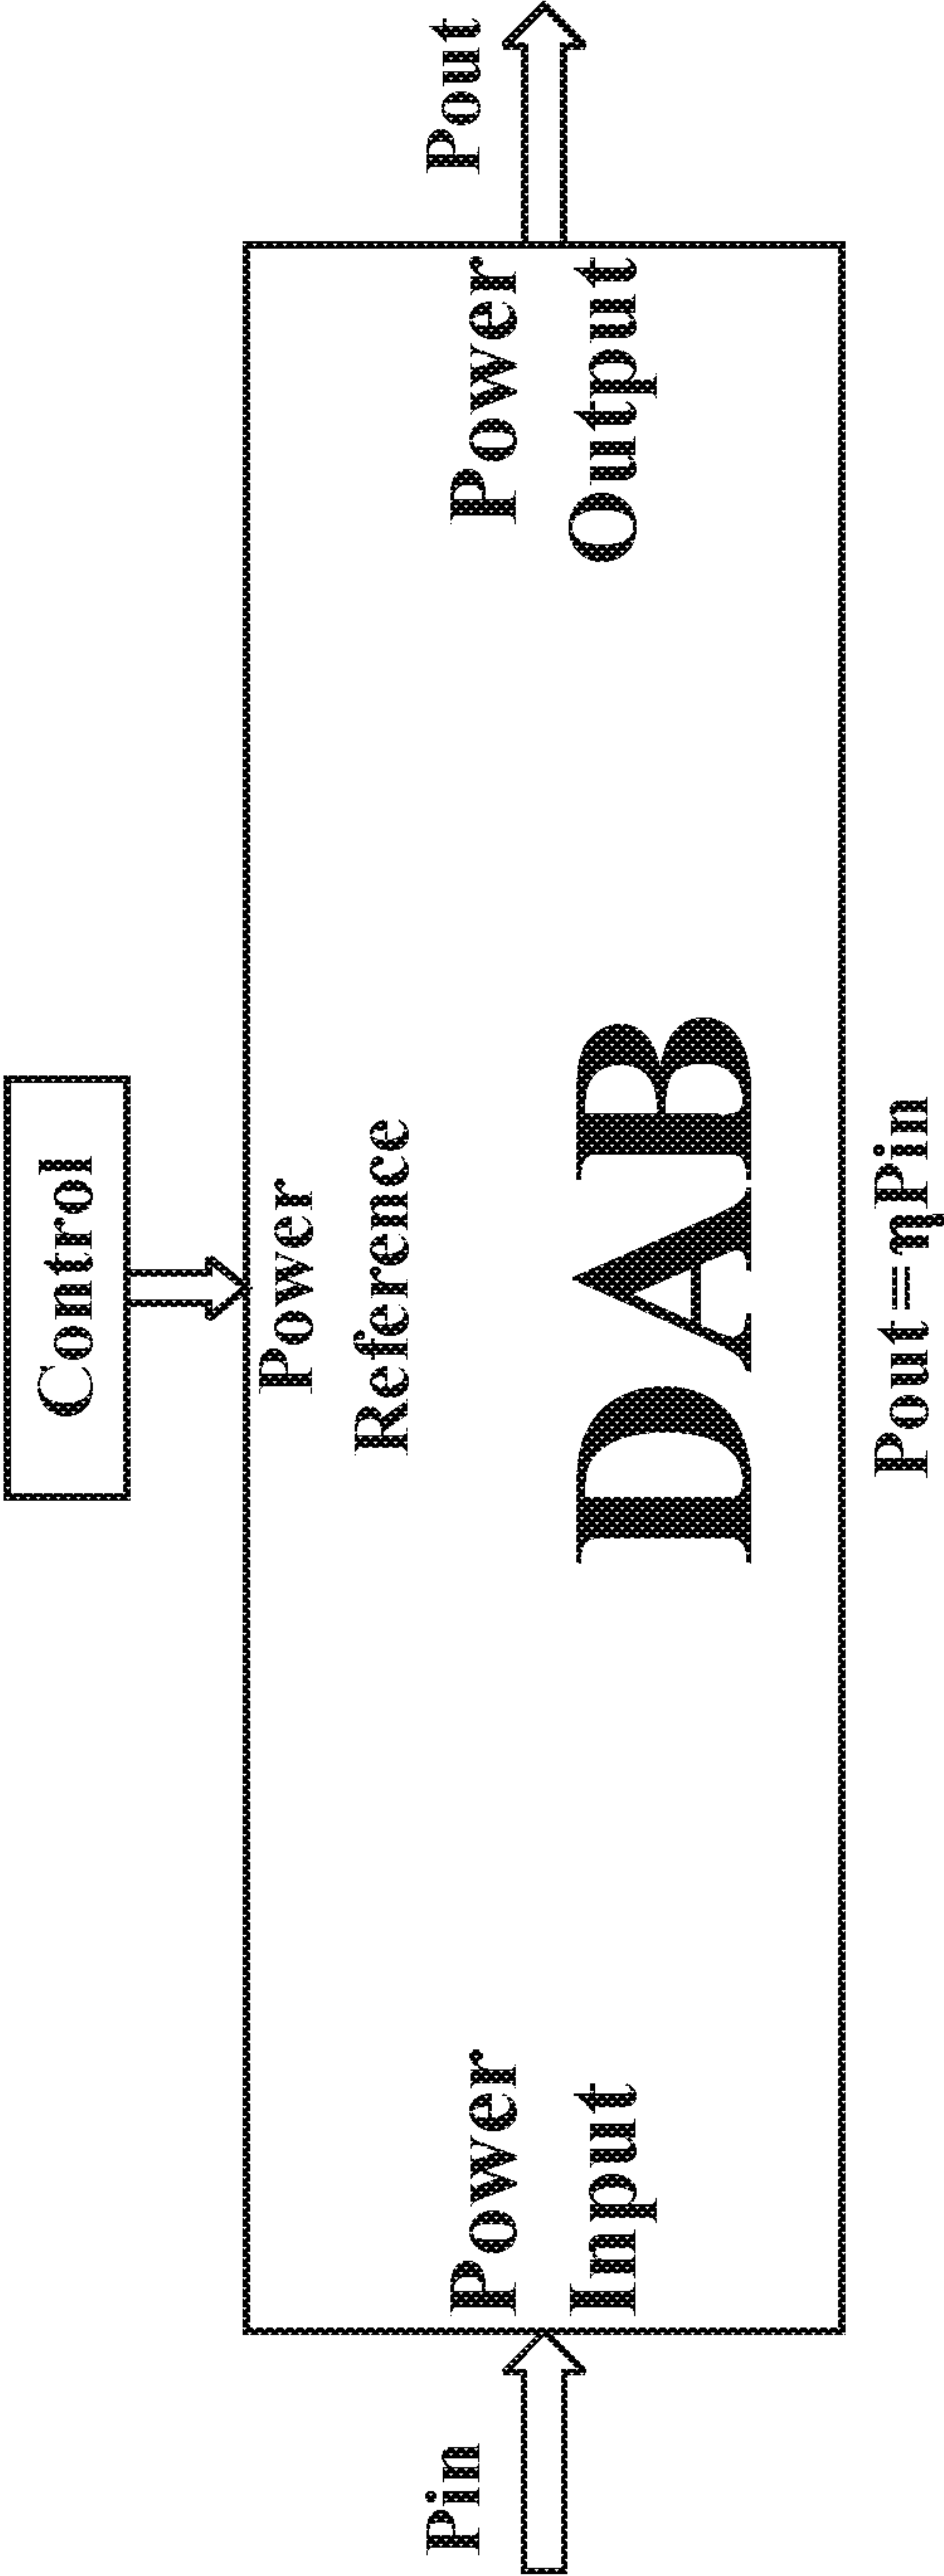 Control
Power
Reference
Pin
Pout
Power
Input
Power
Output
DAB
Pout=ηPin